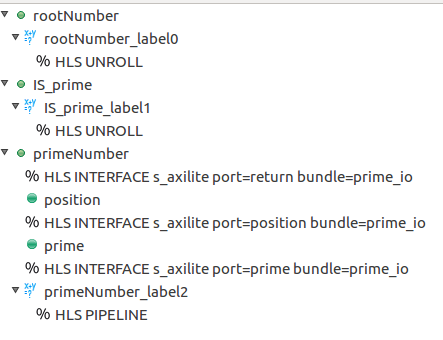 rootNumber
rootNumber_label0
% HLS UNROLL
IS_prime
IS_prime_label1
% HLS UNROLL
primeNumber
% HLS INTERFACE s_axilite port=return bundle=prime_io
position
% HLS INTERFACE s_axilite port=position bundle=prime_io
prime
% HLS INTERFACE s_axilite port=prime bundle=prime_io
primeNumber_label2
% HLS PIPELINE